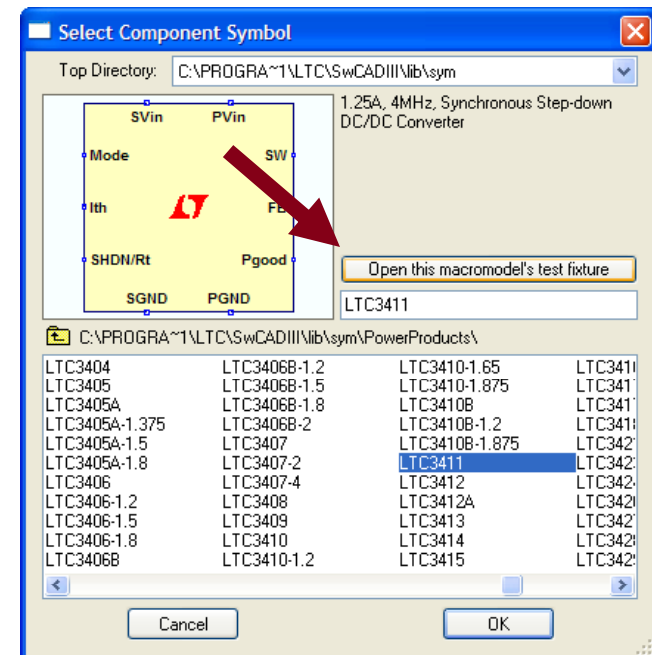 Select Component Symbol
Top Directory: C:\PROGRA~1\LTC\SwCADIII\lib\sym
SVin PVin
Mode SW
Ith
SHDN/Rt Pgood
SGND PGND
1.25A, 4MHz, Synchronous Step-down
DC/DC Converter
Open this macromodel's test fixture
LTC3411
C:\PROGRA~1\LTC\SwCADIII\lib\sym\PowerProducts\
LTC3404 LTC3406B-1.2 LTC3410-1.65
LTC3405 LTC3406B-1.5 LTC3410-1.875
LTC3405A LTC3406B-1.8 LTC3410B
LTC3405A-1.375 LTC3406B-2 LTC3410B-1.2
LTC3405A-1.5 LTC3407 LTC3410B-1.875
LTC3405A-1.8 LTC3407-2 LTC3411
LTC3406 LTC3407-4 LTC3412
LTC3406-1.2 LTC3408 LTC3412A
LTC3406-1.5 LTC3409 LTC3413
LTC3406-1.8 LTC3410 LTC3414
LTC3406B LTC3410-1.2 LTC3415
Cancel OK